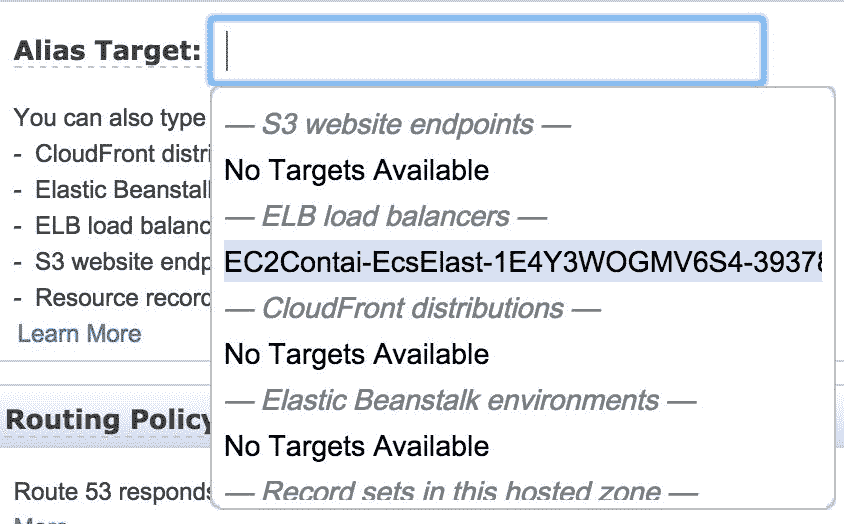 Alias Target:
You can also type
— S3 website endpoints —
- CloudFront distri
No Targets Available
- Elastic Beanstalk
— ELB load balancers —
- ELB load balanc
EC2Contai-EcsElast-1E4Y3WOGMV6S4-39378
- S3 website endp
— CloudFront distributions —
- Resource record
Learn More
No Targets Available
— Elastic Beanstalk environments —
Routing Policy
No Targets Available
Route 53 responds
— Record sets in this hosted zone —
More